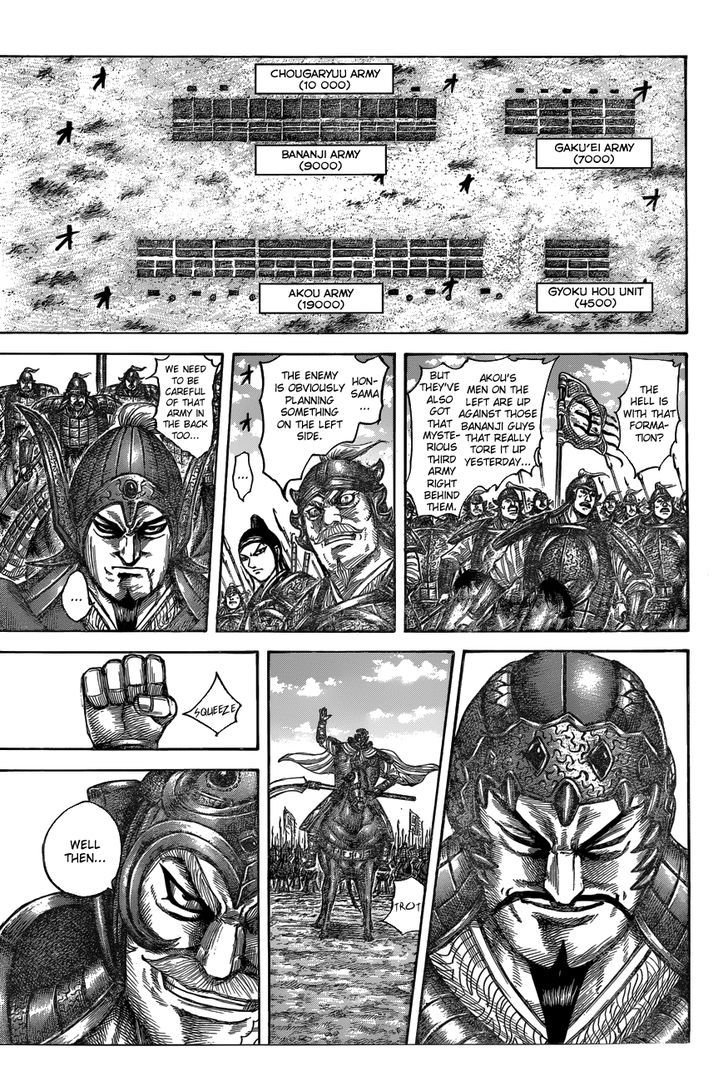 CHOUGARYUU ARMY
(10 000)
BANANJI ARMY
(9000)
GAKU'EI ARMY
(7000)
AKOU ARMY
(19000)
GYOKU HOU UNIT
(4500)
THE
HELL IS
WITH THAT
FORMA-
TION?
AKOU'S
MEN ON THE
LEFT ARE UP
AGAINST THOSE
BANANJI GUYS
THAT REALLY
TORE IT UP
YESTERDAY...
BUT
THEY'VE
ALSO
GOT
THAT
MYSTE-
RIOUS
THIRD
ARMY
RIGHT
BEHIND
THEM.
HON-
SAMA
...
THE ENEMY
IS OBVIOUSLY
PLANNING
SOMETHING
ON THE LEFT
SIDE.
...
WE NEED
TO BE
CAREFUL
OF THAT
ARMY IN
THE BACK
TOO...
...
TROT
SQUEEZE
WELL
THEN...